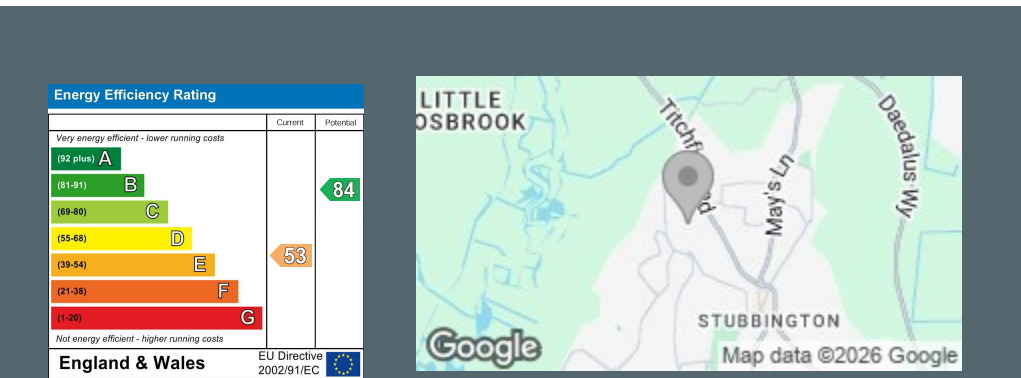 Energy Efficiency Rating
Current Potential
Very energy efficient - lower running costs
(92 plus) A
(81-91) B
84
(69-80) C
(55-68) D
53
(39-54) E
(21-38) F
(1-20) G
Not energy efficient - higher running costs
England & Wales
EU Directive
2002/91/EC
LITTLE
OSBROOK
May's Ln
Daedalus Wy
STUBBINGTON
Google
Map data ©2026 Google